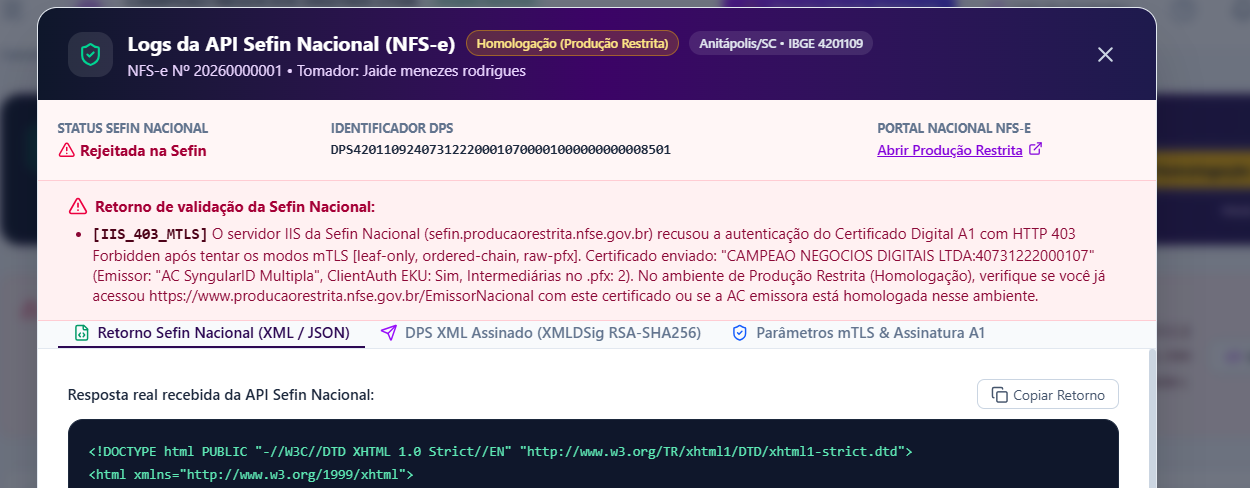 Logs da API Sefin Nacional (NFS-e) Homologação (Produção Restrita) Anitápolis/SC • IBGE 4201109
NFS-e Nº 20260000001 • Tomador: Jaide menezes rodrigues
STATUS SEFIN NACIONAL IDENTIFICADOR DPS PORTAL NACIONAL NFS-E
Rejeitada na Sefin DPS420110924073122200010700001000000000008501 Abrir Produção Restrita
Retorno de validação da Sefin Nacional:
• [IIS_403_MTLS] O servidor IIS da Sefin Nacional (sefin.producaorestrita.nfse.gov.br) recusou a autenticação do Certificado Digital A1 com HTTP 403
Forbidden após tentar os modos mTLS [leaf-only, ordered-chain, raw-pfx]. Certificado enviado: "CAMPEAO NEGOCIOS DIGITAIS LTDA:40731222000107"
(Emissor: "AC SyngularID Multipla", ClientAuth EKU: Sim, Intermediárias no .pfx: 2). No ambiente de Produção Restrita (Homologação), verifique se você já
acessou https://www.producaorestrita.nfse.gov.br/EmissorNacional com este certificado ou se a AC emissora está homologada nesse ambiente.
Retorno Sefin Nacional (XML / JSON) DPS XML Assinado (XMLDSig RSA-SHA256) Parâmetros mTLS & Assinatura A1
Resposta real recebida da API Sefin Nacional: Copiar Retorno
<!DOCTYPE html PUBLIC "-//W3C//DTD XHTML 1.0 Strict//EN" "http://www.w3.org/TR/xhtml1/DTD/xhtml1-strict.dtd">
<html xmlns="http://www.w3.org/1999/xhtml">